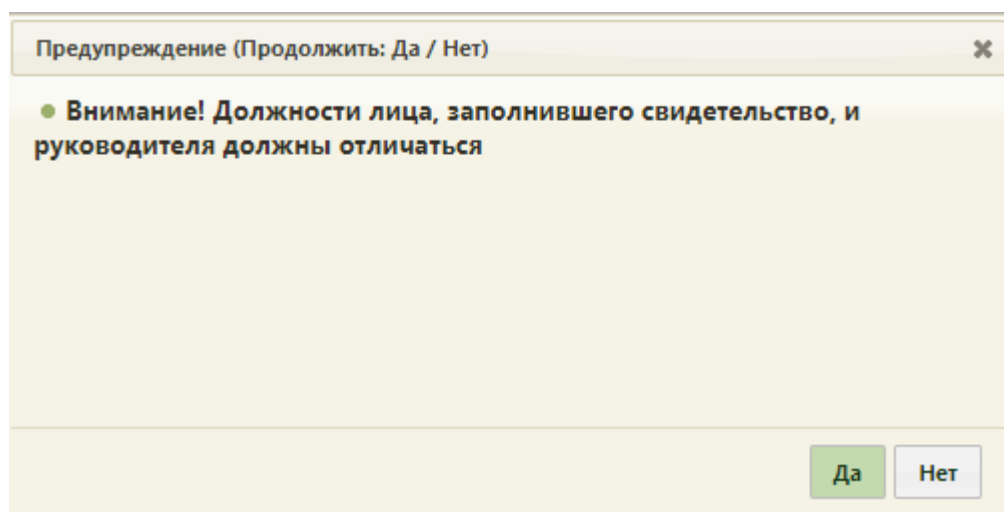 Предупреждение (Продолжить: Да / Нет)
Внимание! Должности лица, заполнившего свидетельство, и
руководителя должны отличаться
Да Нет